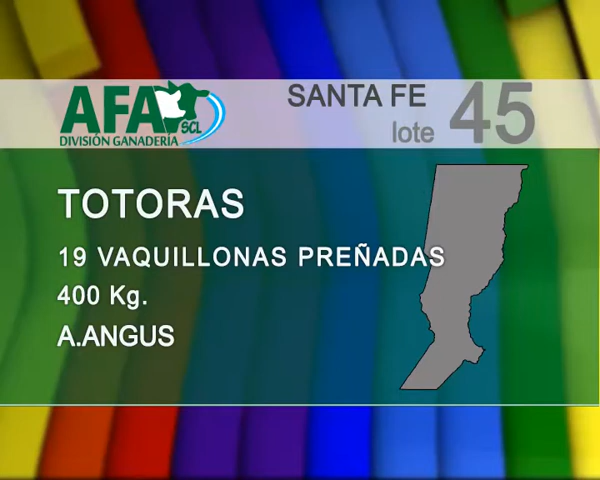 AFA SCL
DIVISIÓN GANADERÍA
SANTA FE
lote 45
TOTORAS
19 VAQUILLONAS PREÑADAS
400 Kg.
A.ANGUS